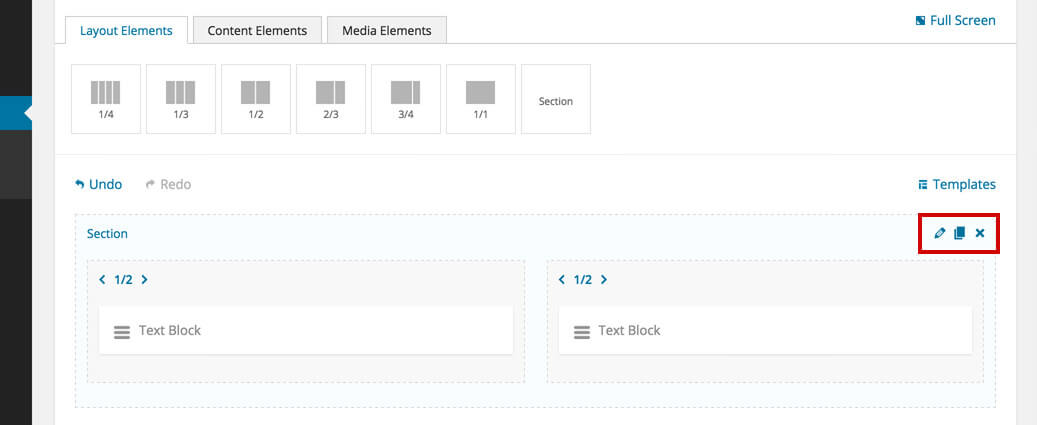 Layout Elements Content Elements Media Elements Full Screen
1/4 1/3 1/2 2/3 3/4 1/1 Section
Undo Redo Templates
Section
1/2 1/2
Text Block Text Block